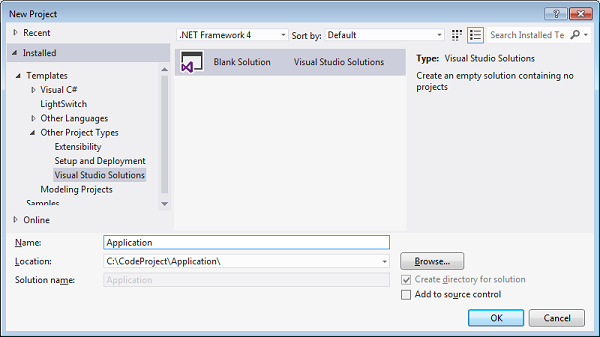 New Project
Recent
.NET Framework 4 Sort by: Default Search Installed Te
Installed
Templates
Visual C#
LightSwitch
Other Languages
Other Project Types
Extensibility
Setup and Deployment
Visual Studio Solutions
Modeling Projects
Samples
Online
Blank Solution Visual Studio Solutions
Type: Visual Studio Solutions
Create an empty solution containing no
projects
Name: Application
Location: C:\CodeProject\Application\ Browse...
Solution name: Application Create directory for solution
Add to source control
OK Cancel